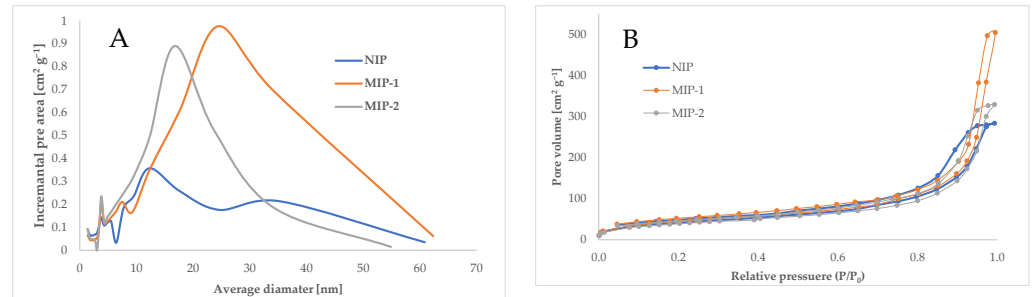 A
Incremantal pre area [cm² g⁻¹]
1
0.9
0.8
0.7
0.6
0.5
0.4
0.3
0.2
0.1
0
0 10 20 30 40 50 60 70
Average diamater [nm]
NIP
MIP-1
MIP-2
B
Pore volume [cm² g⁻¹]
500
400
300
200
100
0
0.0 0.2 0.4 0.6 0.8 1.0
Relative pressuere (P/P₀)
NIP
MIP-1
MIP-2